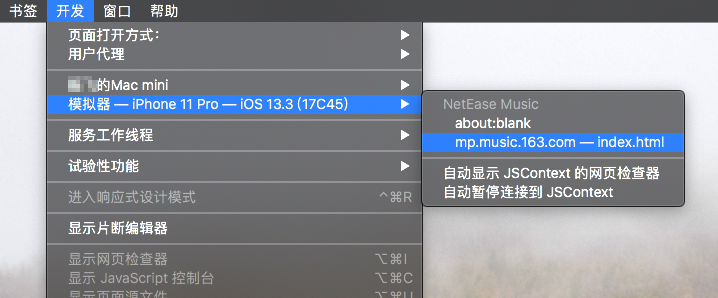 书签 开发 窗口 帮助
页面打开方式：
用户代理
的Mac mini
模拟器 — iPhone 11 Pro — iOS 13.3 (17C45)
NetEase Music
about:blank
mp.music.163.com — index.html
自动显示 JSContext 的网页检查器
自动暂停连接到 JSContext
服务工作线程
试验性功能
进入响应式设计模式 ^⌘R
显示片断编辑器
显示网页检查器 ⌥⌘I
显示 JavaScript 控制台 ⌥⌘C
显示页面源文件 ⌥⌘U